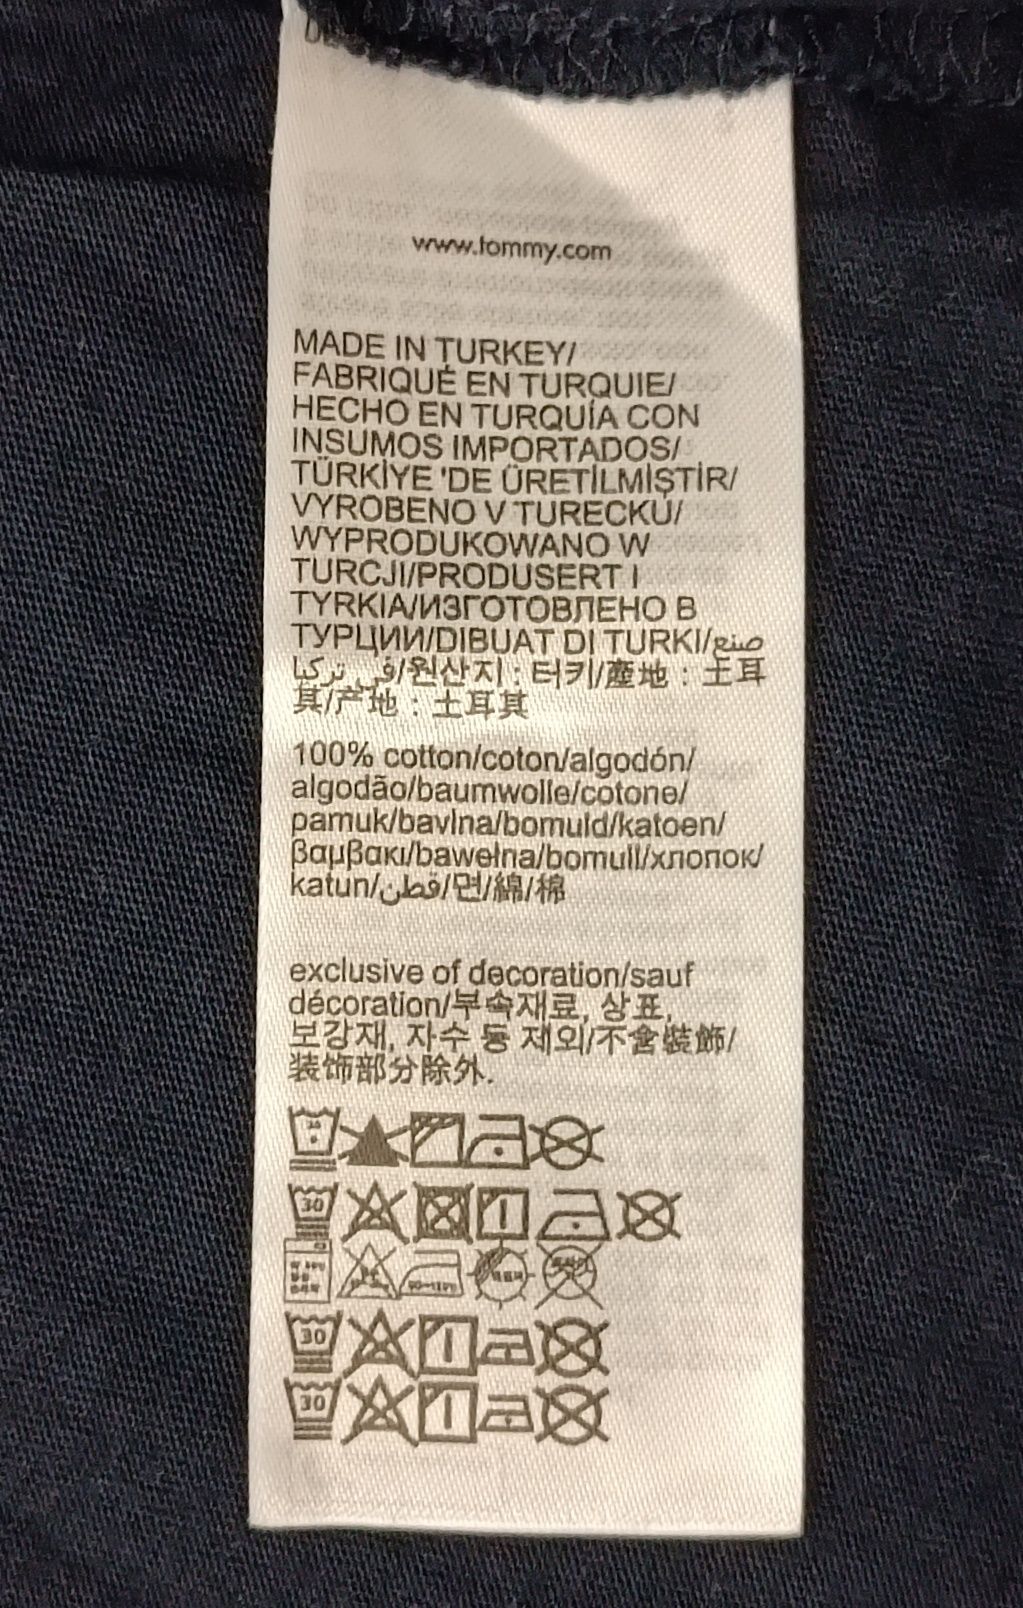 www.tommy.com
MADE IN TURKEY/
FABRIQUÉ EN TURQUIE/
HECHO EN TURQUÍA CON
INSUMOS IMPORTADOS/
TÜRKİYE 'DE ÜRETİLMİŞTİR/
VYROBENO V TURECKU/
WYPRODUKOWANO W
TURCJI/PRODUSERT I
TYRKIA/ИЗГОТОВЛЕНО В
ТУРЦИИ/DIBUAT DI TURKI/صنع
في تركيا/원산지 : 터키/產地 : 土耳
其/产地 : 土耳其
100% cotton/coton/algodón/
algodão/baumwolle/cotone/
pamuk/bavlna/bomuld/katoen/
βαμβακι/bawełna/bomull/хлопок/
katun/قطن/면/綿/棉
exclusive of decoration/sauf
décoration/부속재료, 상표,
보강재, 자수 등 제외/不含裝飾/
装饰部分除外.
30
30
30